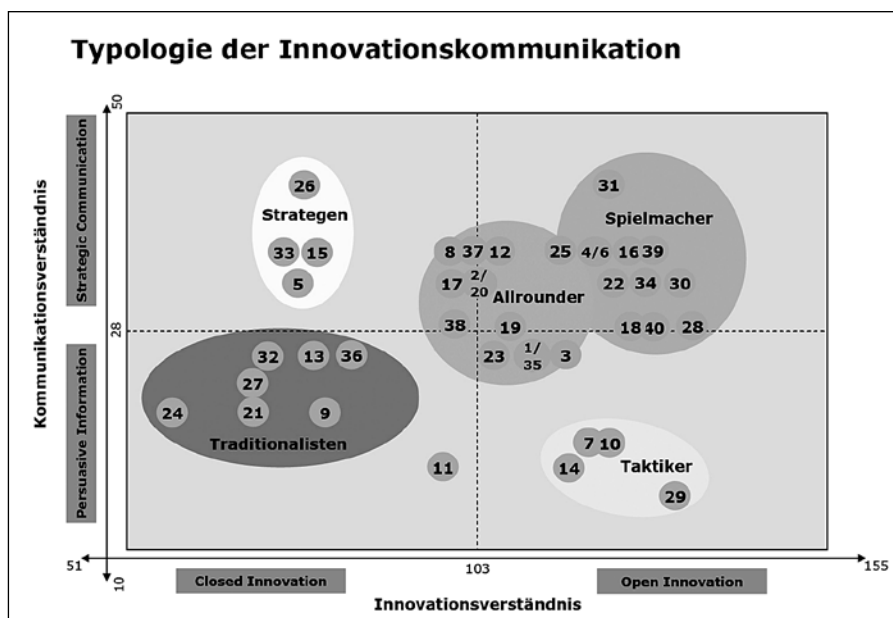 Typologie der Innovationskommunikation
50
Strategic Communication
Kommunikationsverständnis
28
Persuasive Information
10
26
Strategen
33 15
5
31
Spielmacher
8 37 12 25 4/6 16 39
17 2/
20 Allrounder 22 34 30
38 19 18 40 28
32 13 36 23 1/
35 3
27
24 21 9
Traditionalisten
11
7 10
14 Taktiker
29
51 103 155
Closed Innovation Open Innovation
Innovationsverständnis